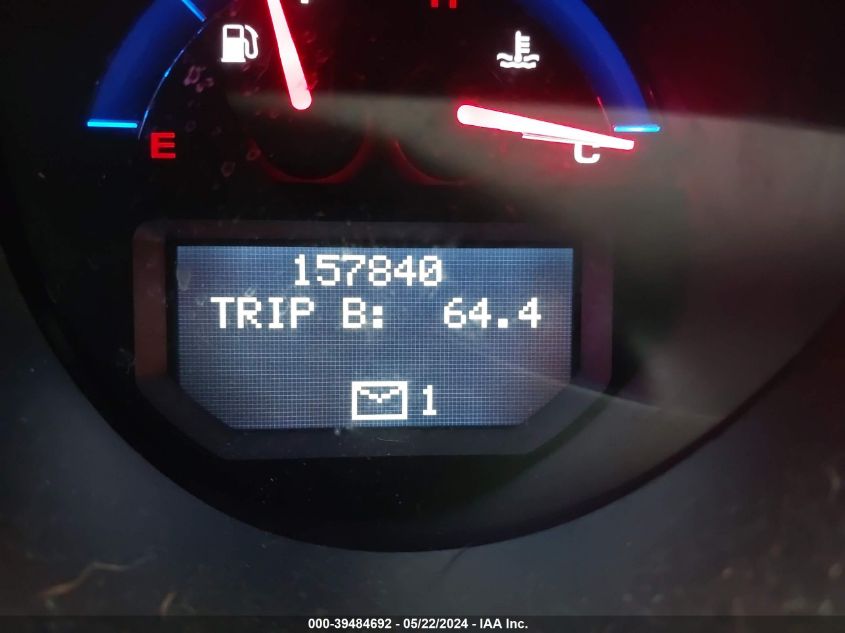 E
C
157840
TRIP B: 64.4
1
000-39484692 - 05/22/2024 - IAA Inc.